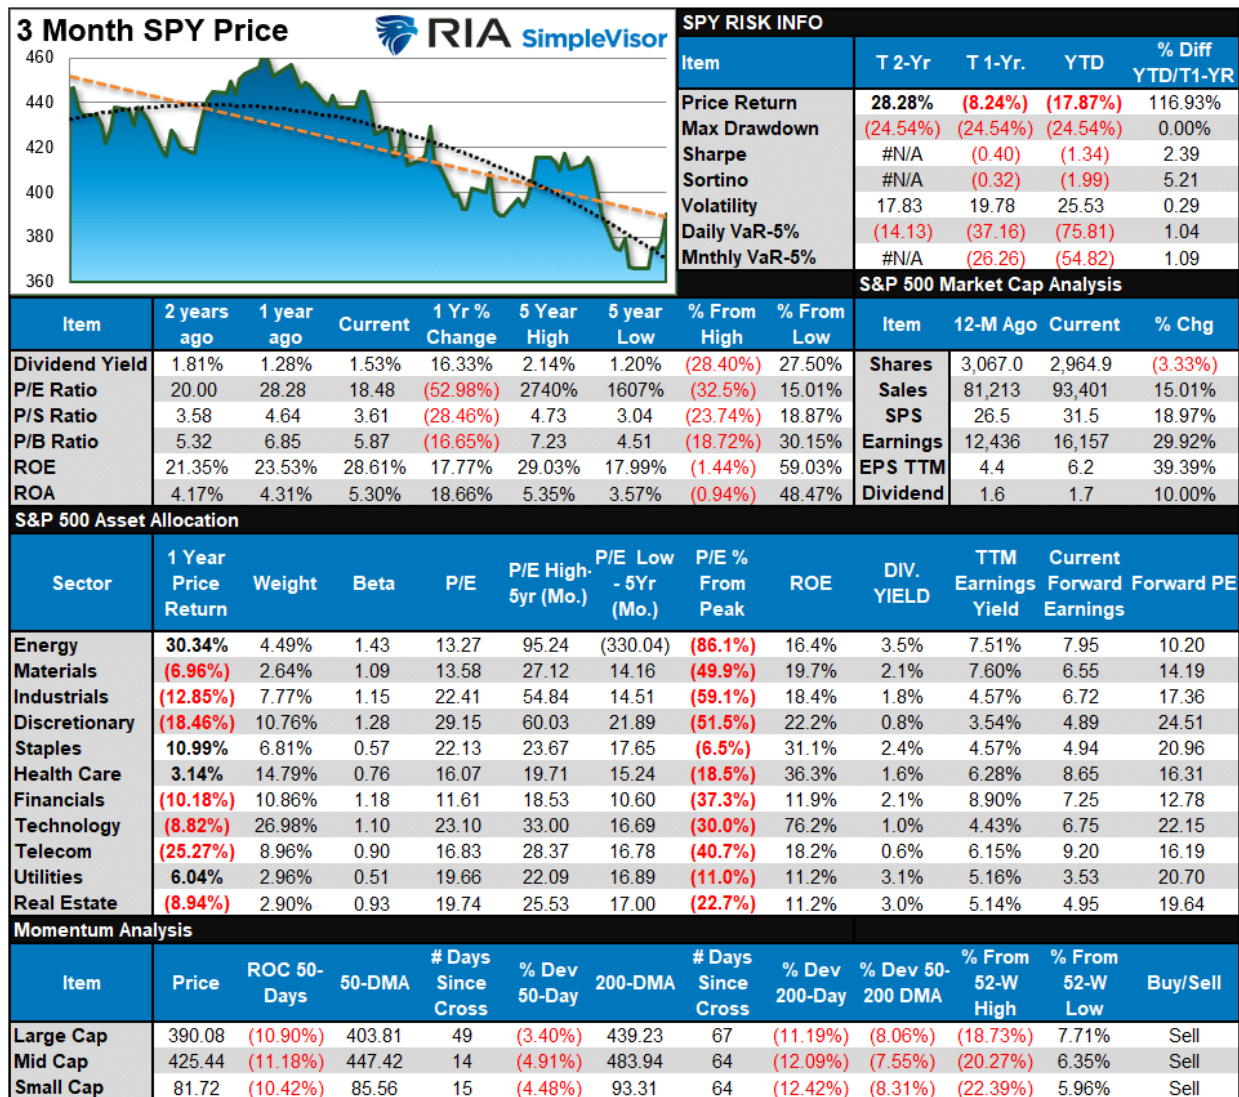 3 Month SPY Price
RIA SimpleVisor
460
440
420
400
380
360
SPY RISK INFO
Item T 2-Yr T 1-Yr. YTD % Diff YTD/T1-YR
Price Return 28.28% (8.24%) (17.87%) 116.93%
Max Drawdown (24.54%) (24.54%) (24.54%) 0.00%
Sharpe #N/A (0.40) (1.34) 2.39
Sortino #N/A (0.32) (1.99) 5.21
Volatility 17.83 19.78 25.53 0.29
Daily VaR-5% (14.13) (37.16) (75.81) 1.04
Mnthly VaR-5% #N/A (26.26) (54.82) 1.09
Item 2 years ago 1 year ago Current 1 Yr % Change 5 Year High 5 year Low % From High % From Low
Dividend Yield 1.81% 1.28% 1.53% 16.33% 2.14% 1.20% (28.40%) 27.50%
P/E Ratio 20.00 28.28 18.48 (52.98%) 2740% 1607% (32.5%) 15.01%
P/S Ratio 3.58 4.64 3.61 (28.46%) 4.73 3.04 (23.74%) 18.87%
P/B Ratio 5.32 6.85 5.87 (16.65%) 7.23 4.51 (18.72%) 30.15%
ROE 21.35% 23.53% 28.61% 17.77% 29.03% 17.99% (1.44%) 59.03%
ROA 4.17% 4.31% 5.30% 18.66% 5.35% 3.57% (0.94%) 48.47%
S&P 500 Market Cap Analysis
Item 12-M Ago Current % Chg
Shares 3,067.0 2,964.9 (3.33%)
Sales 81,213 93,401 15.01%
SPS 26.5 31.5 18.97%
Earnings 12,436 16,157 29.92%
EPS TTM 4.4 6.2 39.39%
Dividend 1.6 1.7 10.00%
S&P 500 Asset Allocation
Sector 1 Year Price Return Weight Beta P/E P/E High-5yr (Mo.) P/E Low - 5Yr (Mo.) P/E % From Peak ROE DIV. YIELD TTM Earnings Yield Current Forward Earnings Forward PE
Energy 30.34% 4.49% 1.43 13.27 95.24 (330.04) (86.1%) 16.4% 3.5% 7.51% 7.95 10.20
Materials (6.96%) 2.64% 1.09 13.58 27.12 14.16 (49.9%) 19.7% 2.1% 7.60% 6.55 14.19
Industrials (12.85%) 7.77% 1.15 22.41 54.84 14.51 (59.1%) 18.4% 1.8% 4.57% 6.72 17.36
Discretionary (18.46%) 10.76% 1.28 29.15 60.03 21.89 (51.5%) 22.2% 0.8% 3.54% 4.89 24.51
Staples 10.99% 6.81% 0.57 22.13 23.67 17.65 (6.5%) 31.1% 2.4% 4.57% 4.94 20.96
Health Care 3.14% 14.79% 0.76 16.07 19.71 15.24 (18.5%) 36.3% 1.6% 6.28% 8.65 16.31
Financials (10.18%) 10.86% 1.18 11.61 18.53 10.60 (37.3%) 11.9% 2.1% 8.90% 7.25 12.78
Technology (8.82%) 26.98% 1.10 23.10 33.00 16.69 (30.0%) 76.2% 1.0% 4.43% 6.75 22.15
Telecom (25.27%) 8.96% 0.90 16.83 28.37 16.78 (40.7%) 18.2% 0.6% 6.15% 9.20 16.19
Utilities 6.04% 2.96% 0.51 19.66 22.09 16.89 (11.0%) 11.2% 3.1% 5.16% 3.53 20.70
Real Estate (8.94%) 2.90% 0.93 19.74 25.53 17.00 (22.7%) 11.2% 3.0% 5.14% 4.95 19.64
Momentum Analysis
Item Price ROC 50-Days 50-DMA # Days Since Cross % Dev 50-Day 200-DMA # Days Since Cross % Dev 200-Day % Dev 50-200 DMA % From 52-W High % From 52-W Low Buy/Sell
Large Cap 390.08 (10.90%) 403.81 49 (3.40%) 439.23 67 (11.19%) (8.06%) (18.73%) 7.71% Sell
Mid Cap 425.44 (11.18%) 447.42 14 (4.91%) 483.94 64 (12.09%) (7.55%) (20.27%) 6.35% Sell
Small Cap 81.72 (10.42%) 85.56 15 (4.48%) 93.31 64 (12.42%) (8.31%) (22.39%) 5.96% Sell